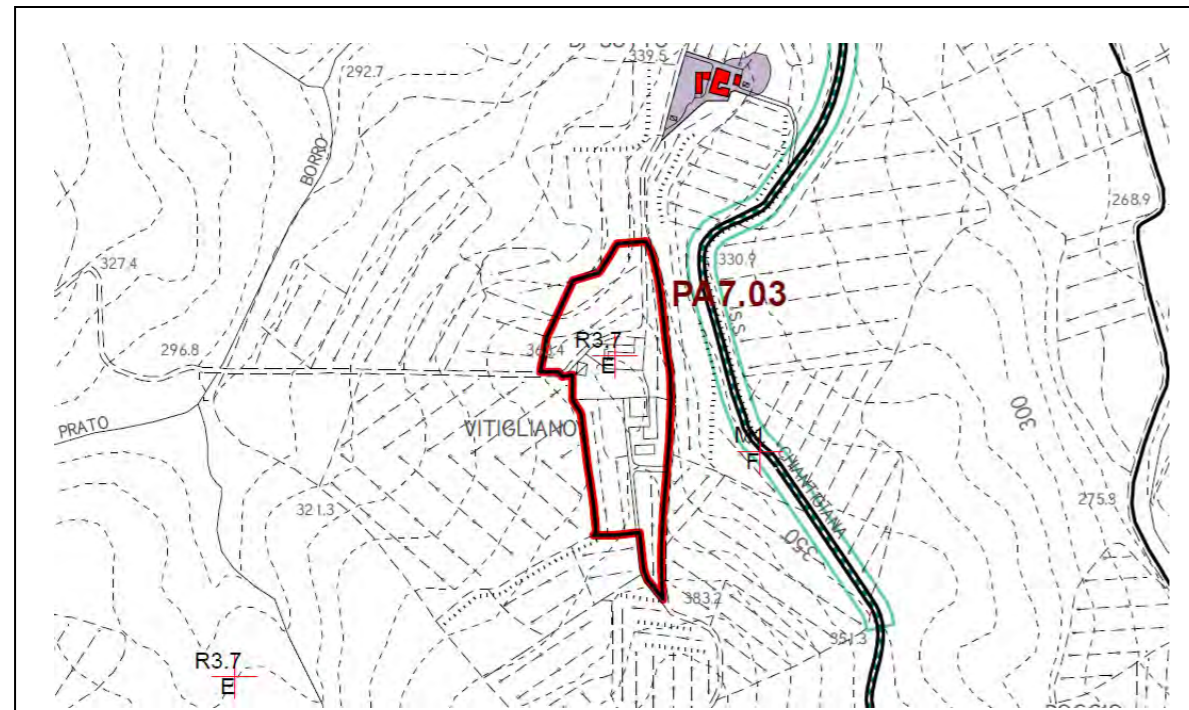 339.5
292.7
BORRO
268.9
327.4
330.9
PA7.03
S.S.
R3.7
E
296.8
VITIGLIANO
PRATO
300
F
CHIANTIGIANA
275.8
321.3
350
383.2
351.3
R3.7
E